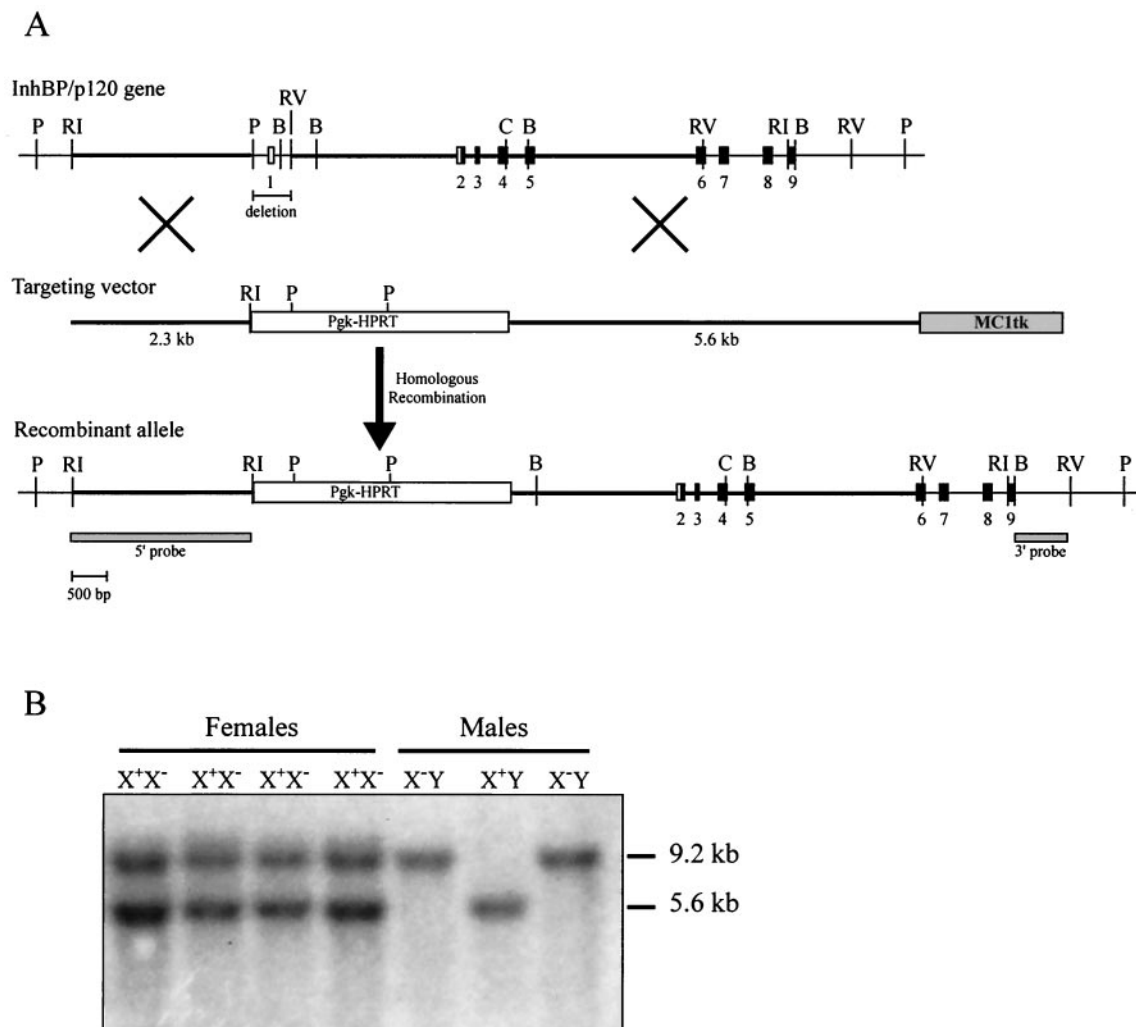 A
InhBP/p120 gene
RV
P RI P B B C B RV RI B RV P
1 2 3 4 5 6 7 8 9
deletion
Targeting vector
RI P P
Pgk-HPRT MC1tk
2.3 kb 5.6 kb
Homologous
Recombination
Recombinant allele
P RI RI P P B C B RV RI B RV P
Pgk-HPRT
2 3 4 5 6 7 8 9
5' probe 3' probe
500 bp
B
Females Males
X⁺X⁻ X⁺X⁻ X⁺X⁻ X⁺X⁻ X⁻Y X⁺Y X⁻Y
9.2 kb
5.6 kb